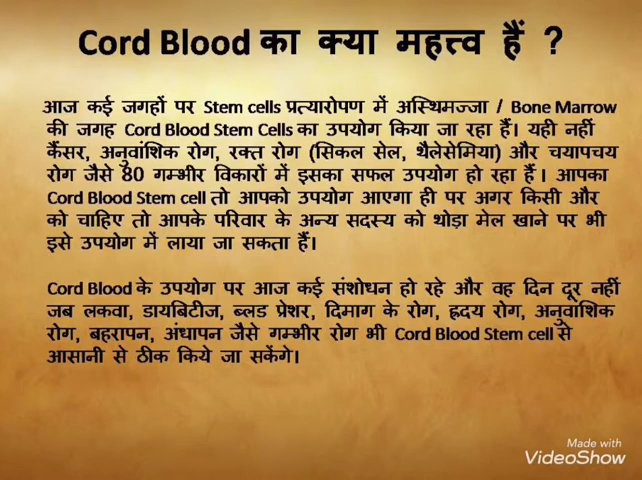 Cord Blood का क्या महत्त्व हैं ?
आज कई जगहों पर Stem cells प्रत्यारोपण में अस्थिमज्जा / Bone Marrow
की जगह Cord Blood Stem Cells का उपयोग किया जा रहा हैं। यही नहीं
कैंसर, अनुवांशिक रोग, रक्त रोग (सिकल सेल, थैलेसेमिया) और चयापचय
रोग जैसे 80 गम्भीर विकारों में इसका सफल उपयोग हो रहा हैं। आपका
Cord Blood Stem cell तो आपको उपयोग आएगा ही पर अगर किसी और
को चाहिए तो आपके परिवार के अन्य सदस्य को थोड़ा मेल खाने पर भी
इसे उपयोग में लाया जा सकता हैं।
Cord Blood के उपयोग पर आज कई संशोधन हो रहे और वह दिन दूर नहीं
जब लकवा, डायबिटीज, ब्लड प्रेशर, दिमाग के रोग, ह्रदय रोग, अनुवांशिक
रोग, बहरापन, अंधापन जैसे गम्भीर रोग भी Cord Blood Stem cell से
आसानी से ठीक किये जा सकेंगे।
Made with
VideoShow